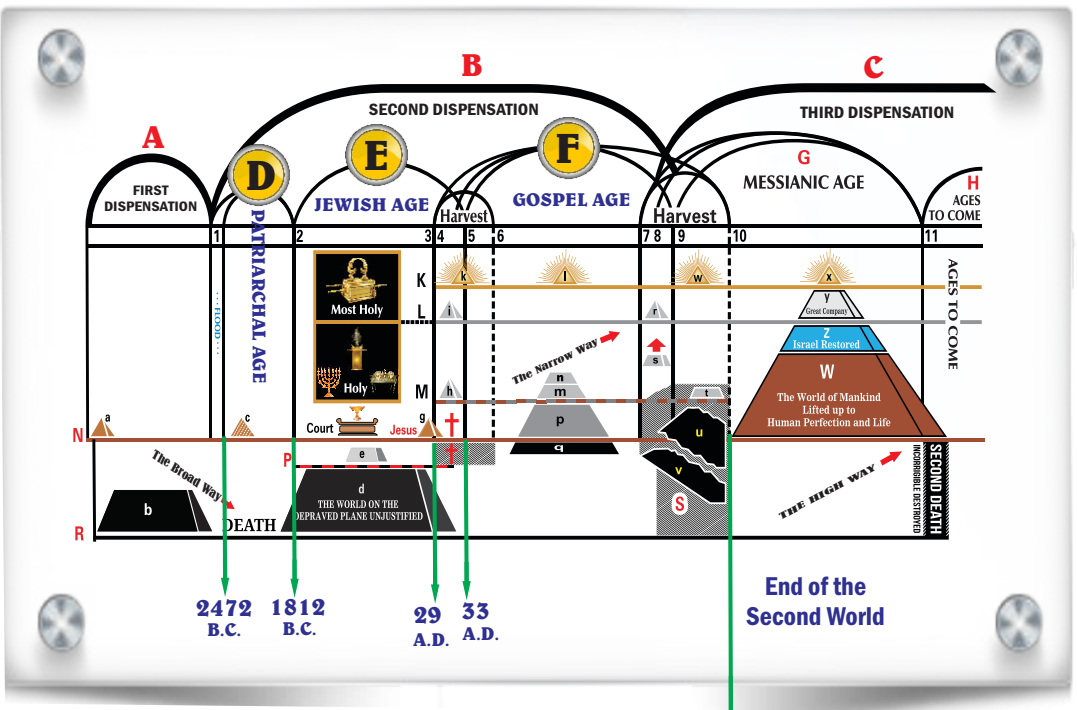 B
C
SECOND DISPENSATION
THIRD DISPENSATION
A
D
E
F
G
H
FIRST
DISPENSATION
JEWISH AGE
GOSPEL AGE
MESSIANIC AGE
AGES
TO COME
Harvest
Harvest
1
2
3
4
5
6
7
8
9
10
11
PATRIARCHAL AGE
--- FLOOD ---
AGES TO COME
K
k
l
w
x
Most Holy
L
i
r
y
Great Company
Z
Israel Restored
The Narrow Way
s
Holy
M
h
n
m
t
W
The World of Mankind
Lifted up to
Human Perfection and Life
a
c
g
p
u
Court
Jesus
N
q
e
P
The Broad Way
v
d
THE WORLD ON THE
DEPRAVED PLANE UNJUSTIFIED
b
DEATH
S
THE HIGH WAY
INCORRIGIBLE DESTROYED
SECOND DEATH
R
2472
B.C.
1812
B.C.
29
A.D.
33
A.D.
End of the
Second World